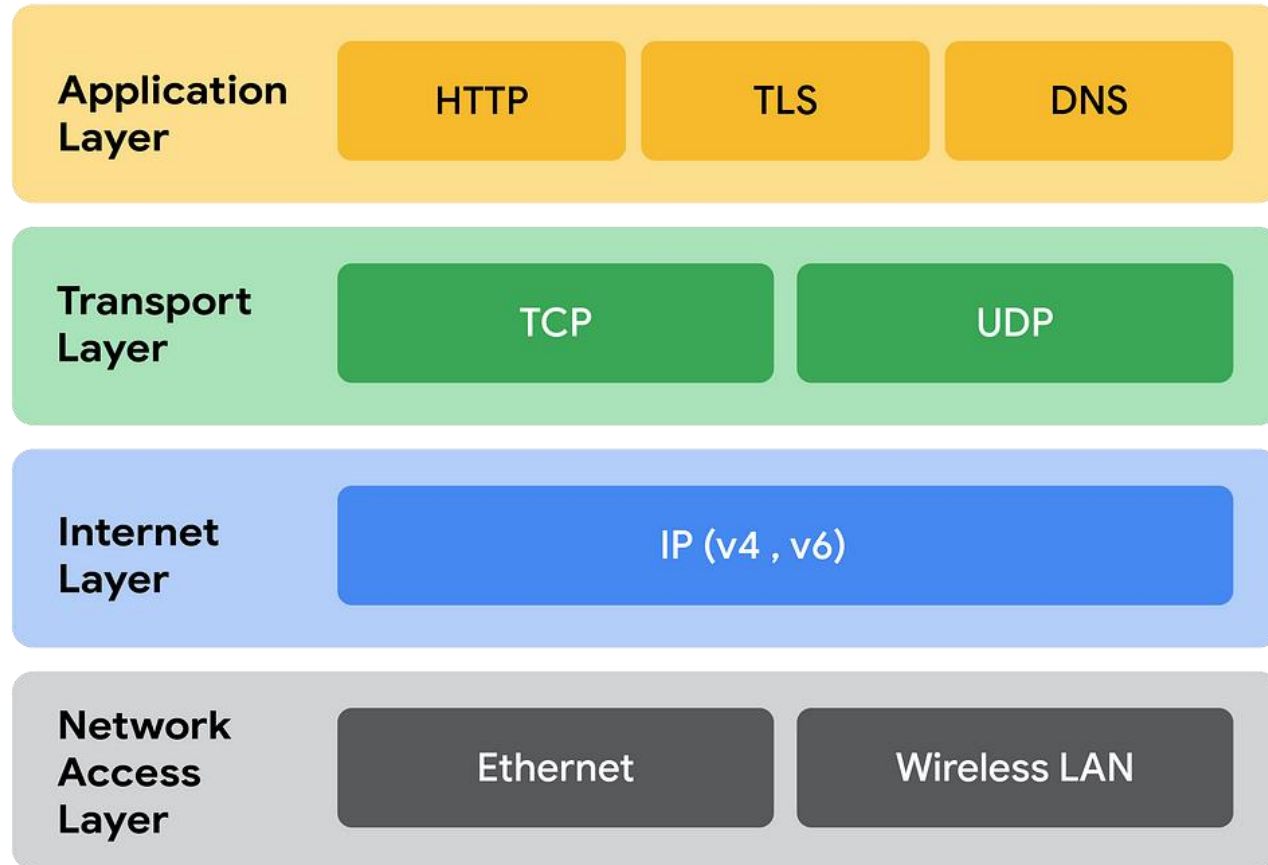 Application
Layer
HTTP
TLS
DNS
Transport
Layer
TCP
UDP
Internet
Layer
IP (v4 , v6)
Network
Access
Layer
Ethernet
Wireless LAN